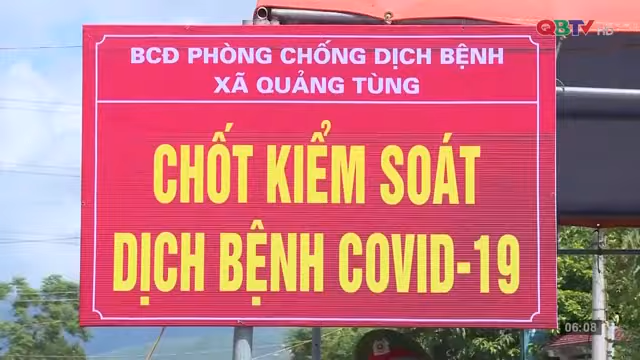 QBTV HD
BCĐ PHÒNG CHỐNG DỊCH BỆNH
XÃ QUẢNG TÙNG
CHỐT KIỂM SOÁT
DỊCH BỆNH COVID-19
06:08